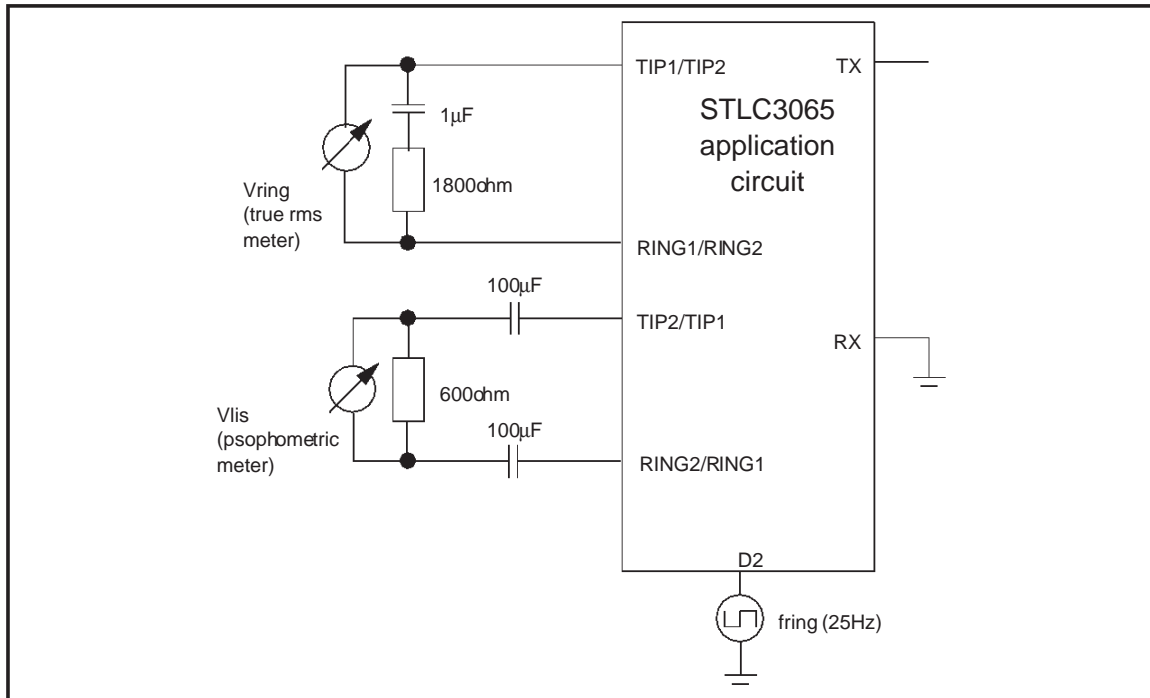 TIP1/TIP2
TX
STLC3065
application
circuit
1µF
1800ohm
Vring
(true rms
meter)
RING1/RING2
100µF
TIP2/TIP1
RX
600ohm
Vlis
(psophometric
meter)
100µF
RING2/RING1
D2
fring (25Hz)